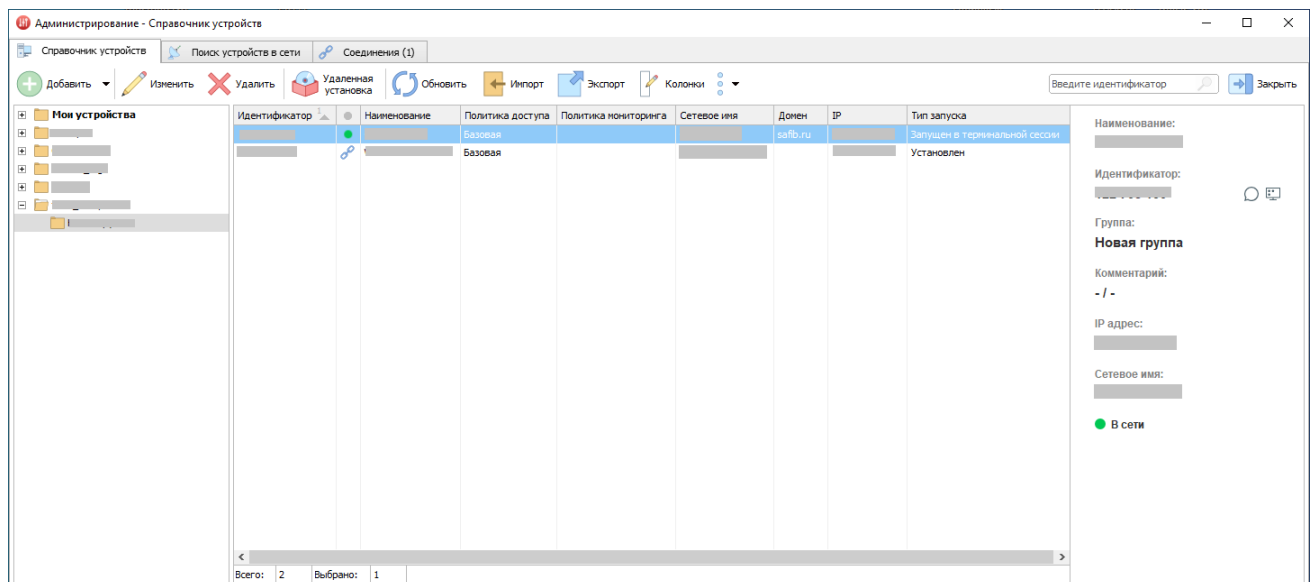 Администрирование - Справочник устройств
Справочник устройств Поиск устройств в сети Соединения (1)
Добавить Изменить Удалить Удаленная установка Обновить Импорт Экспорт Колонки Введите идентификатор Закрыть
Мои устройства
Идентификатор 1 Наименование Политика доступа Политика мониторинга Сетевое имя Домен IP Тип запуска
Базовая safib.ru Запущен в терминальной сессии
Базовая Установлен
Наименование:
Идентификатор:
Группа:
Новая группа
Комментарий:
- / -
IP адрес:
Сетевое имя:
В сети
Всего: 2 Выбрано: 1